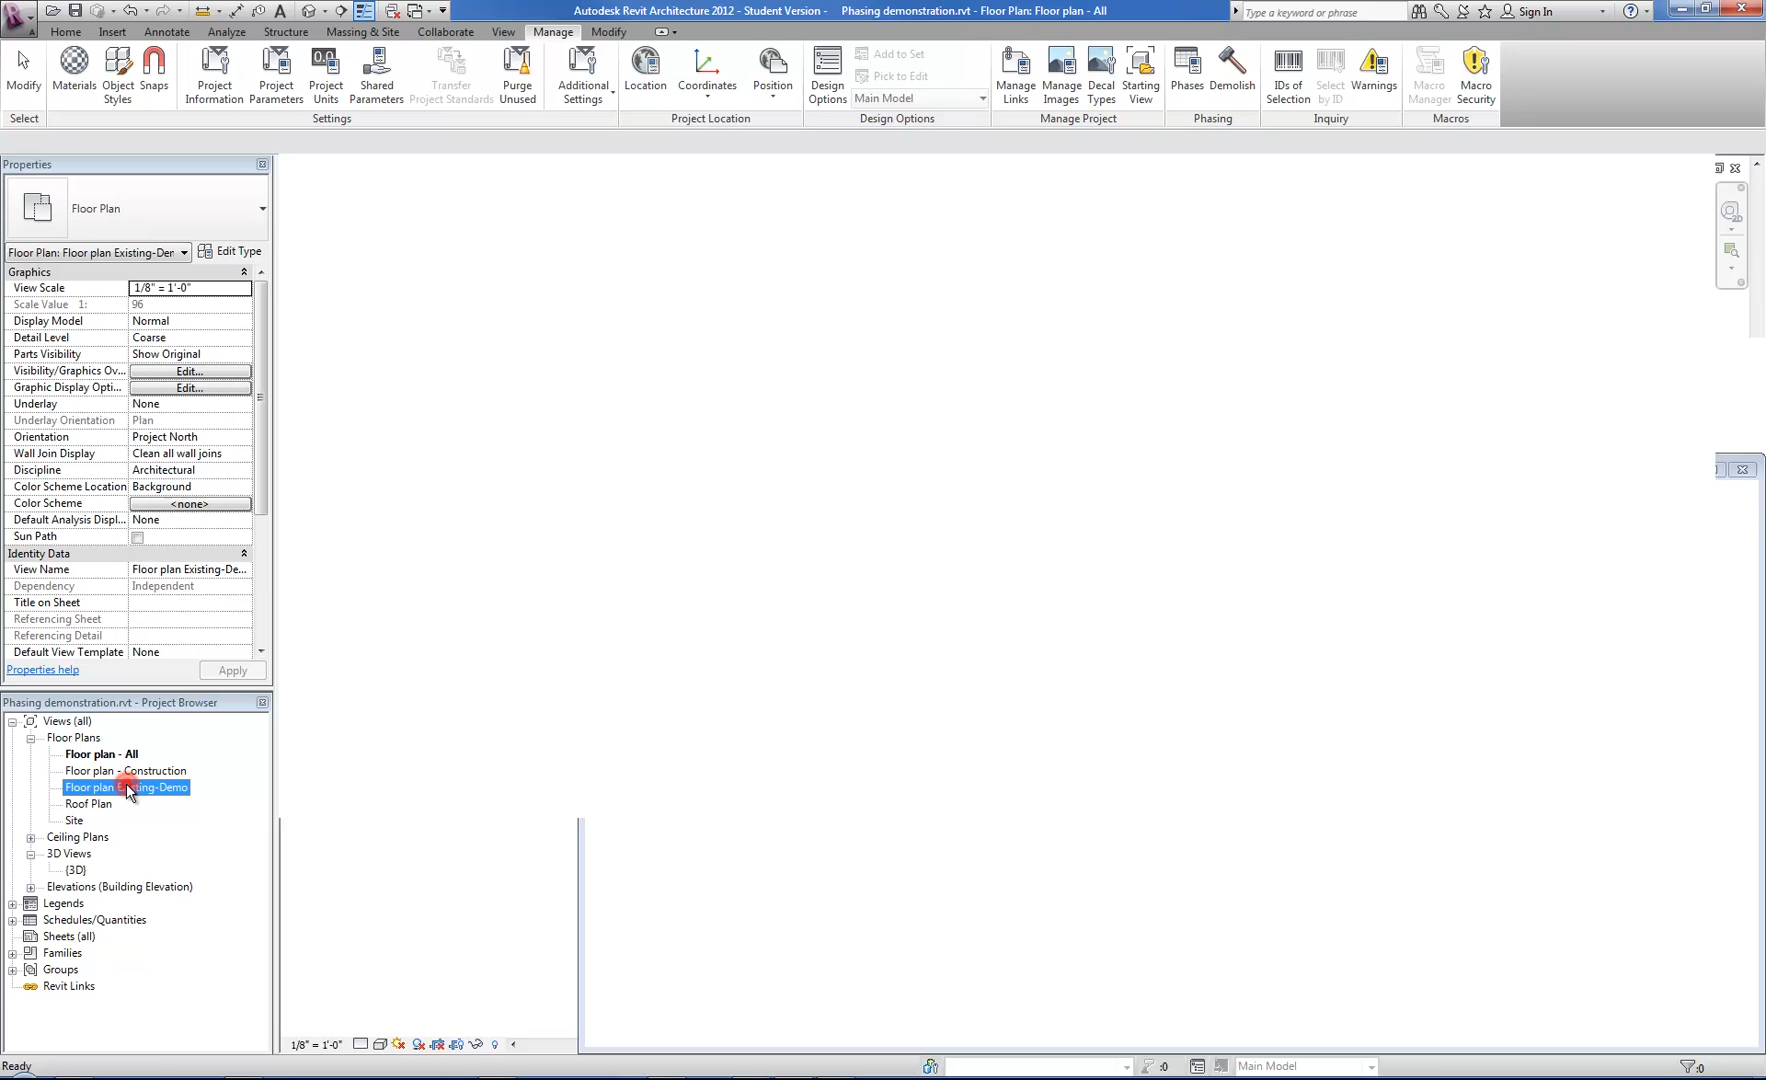 Autodesk Revit Architecture 2012 - Student Version - Phasing demonstration.rvt - Floor Plan: Floor plan - All
Type a keyword or phrase
Sign In
Home Insert Annotate Analyze Structure Massing & Site Collaborate View Manage Modify
Modify
Materials
Object Styles
Snaps
Project Information
Project Parameters
Project Units
Shared Parameters
Transfer Project Standards
Purge Unused
Additional Settings
Location
Coordinates
Position
Design Options
Add to Set
Pick to Edit
Main Model
Manage Links
Manage Images
Decal Types
Starting View
Phases
Demolish
IDs of Selection
Select by ID
Warnings
Macro Manager
Macro Security
Select Settings Project Location Design Options Manage Project Phasing Inquiry Macros
Properties
Floor Plan
Floor Plan: Floor plan Existing-Der
Edit Type
Graphics
View Scale 1/8" = 1'-0"
Scale Value 1: 96
Display Model Normal
Detail Level Coarse
Parts Visibility Show Original
Visibility/Graphics Ov... Edit...
Graphic Display Opti... Edit...
Underlay None
Underlay Orientation Plan
Orientation Project North
Wall Join Display Clean all wall joins
Discipline Architectural
Color Scheme Location Background
Color Scheme <none>
Default Analysis Displ... None
Sun Path
Identity Data
View Name Floor plan Existing-De...
Dependency Independent
Title on Sheet
Referencing Sheet
Referencing Detail
Default View Template None
Properties help
Apply
Phasing demonstration.rvt - Project Browser
Views (all)
Floor Plans
Floor plan - All
Floor plan - Construction
Floor plan Existing-Demo
Roof Plan
Site
Ceiling Plans
3D Views
{3D}
Elevations (Building Elevation)
Legends
Schedules/Quantities
Sheets (all)
Families
Groups
Revit Links
1/8" = 1'-0"
Ready
:0
Main Model
:0